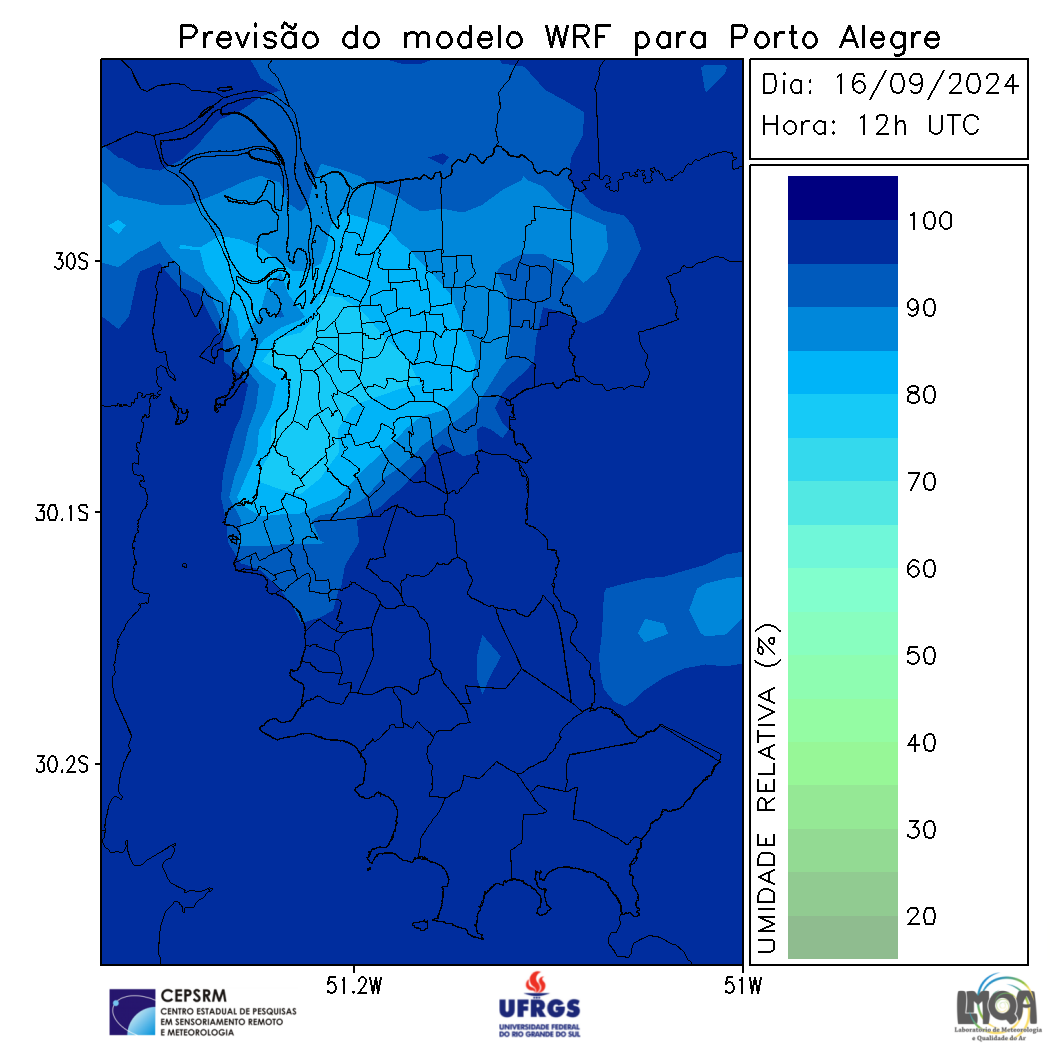 Previsão do modelo WRF para Porto Alegre
Dia: 16/09/2024
Hora: 12h UTC
30S
30.1S
30.2S
51.2W
51W
100
90
80
70
60
50
40
30
20
UMIDADE RELATIVA (%)
CEPSRM
CENTRO ESTADUAL DE PESQUISAS
EM SENSORIAMENTO REMOTO
E METEOROLOGIA
UFRGS
UNIVERSIDADE FEDERAL
DO RIO GRANDE DO SUL
LMQA
Laboratório de Meteorologia
e Qualidade do Ar